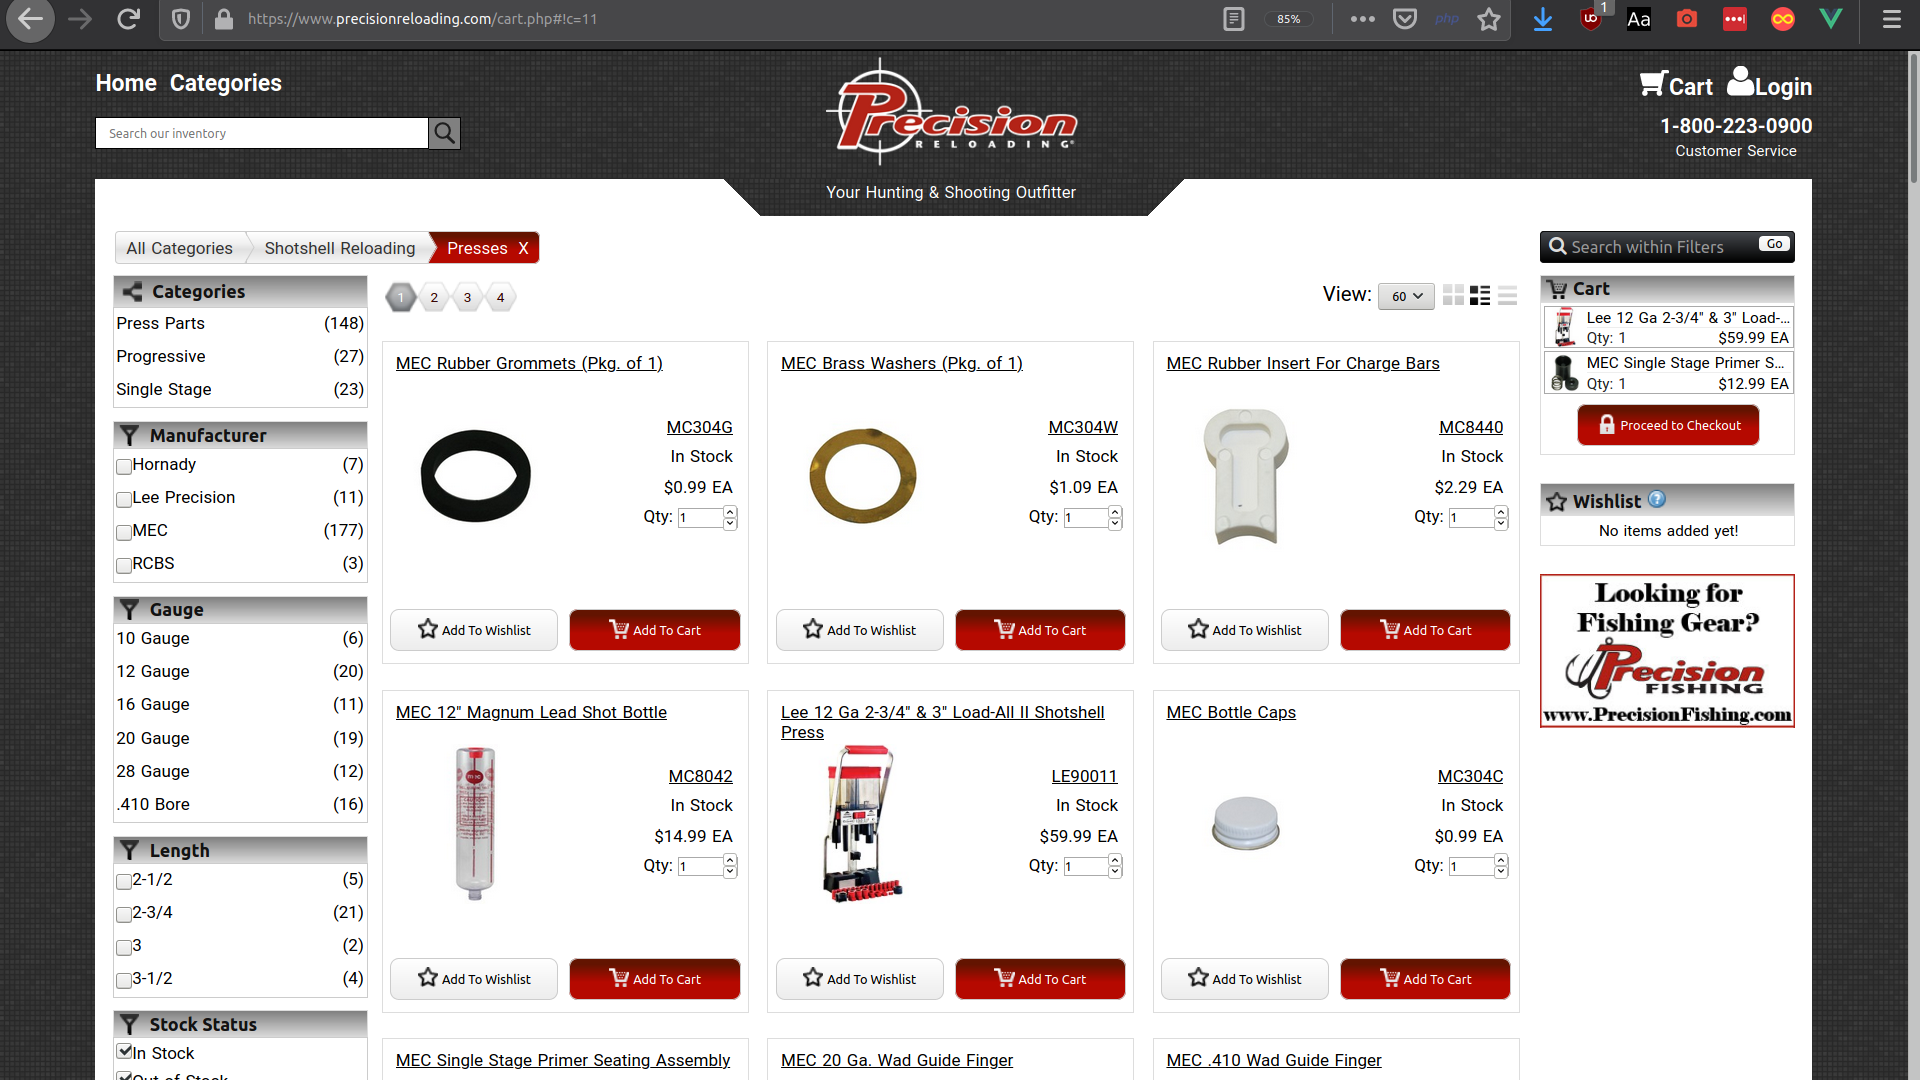 https://www.precisionreloading.com/cart.php#!c=11
85%
php
1
Aa
Home Categories
Search our inventory
Precision
RELOADING
Your Hunting & Shooting Outfitter
Cart Login
1-800-223-0900
Customer Service
All Categories Shotshell Reloading Presses X
Categories
Press Parts (148)
Progressive (27)
Single Stage (23)
Manufacturer
Hornady (7)
Lee Precision (11)
MEC (177)
RCBS (3)
Gauge
10 Gauge (6)
12 Gauge (20)
16 Gauge (11)
20 Gauge (19)
28 Gauge (12)
.410 Bore (16)
Length
2-1/2 (5)
2-3/4 (21)
3 (2)
3-1/2 (4)
Stock Status
In Stock
Out of Stock
1 2 3 4
View: 60
MEC Rubber Grommets (Pkg. of 1)
MC304G
In Stock
$0.99 EA
Qty: 1
Add To Wishlist Add To Cart
MEC Brass Washers (Pkg. of 1)
MC304W
In Stock
$1.09 EA
Qty: 1
Add To Wishlist Add To Cart
MEC Rubber Insert For Charge Bars
MC8440
In Stock
$2.29 EA
Qty: 1
Add To Wishlist Add To Cart
MEC 12" Magnum Lead Shot Bottle
MC8042
In Stock
$14.99 EA
Qty: 1
Add To Wishlist Add To Cart
Lee 12 Ga 2-3/4" & 3" Load-All II Shotshell
Press
LE90011
In Stock
$59.99 EA
Qty: 1
Add To Wishlist Add To Cart
MEC Bottle Caps
MC304C
In Stock
$0.99 EA
Qty: 1
Add To Wishlist Add To Cart
MEC Single Stage Primer Seating Assembly
MEC 20 Ga. Wad Guide Finger
MEC .410 Wad Guide Finger
Search within Filters Go
Cart
Lee 12 Ga 2-3/4" & 3" Load-...
Qty: 1 $59.99 EA
MEC Single Stage Primer S...
Qty: 1 $12.99 EA
Proceed to Checkout
Wishlist ?
No items added yet!
Looking for
Fishing Gear?
Precision
FISHING
www.PrecisionFishing.com